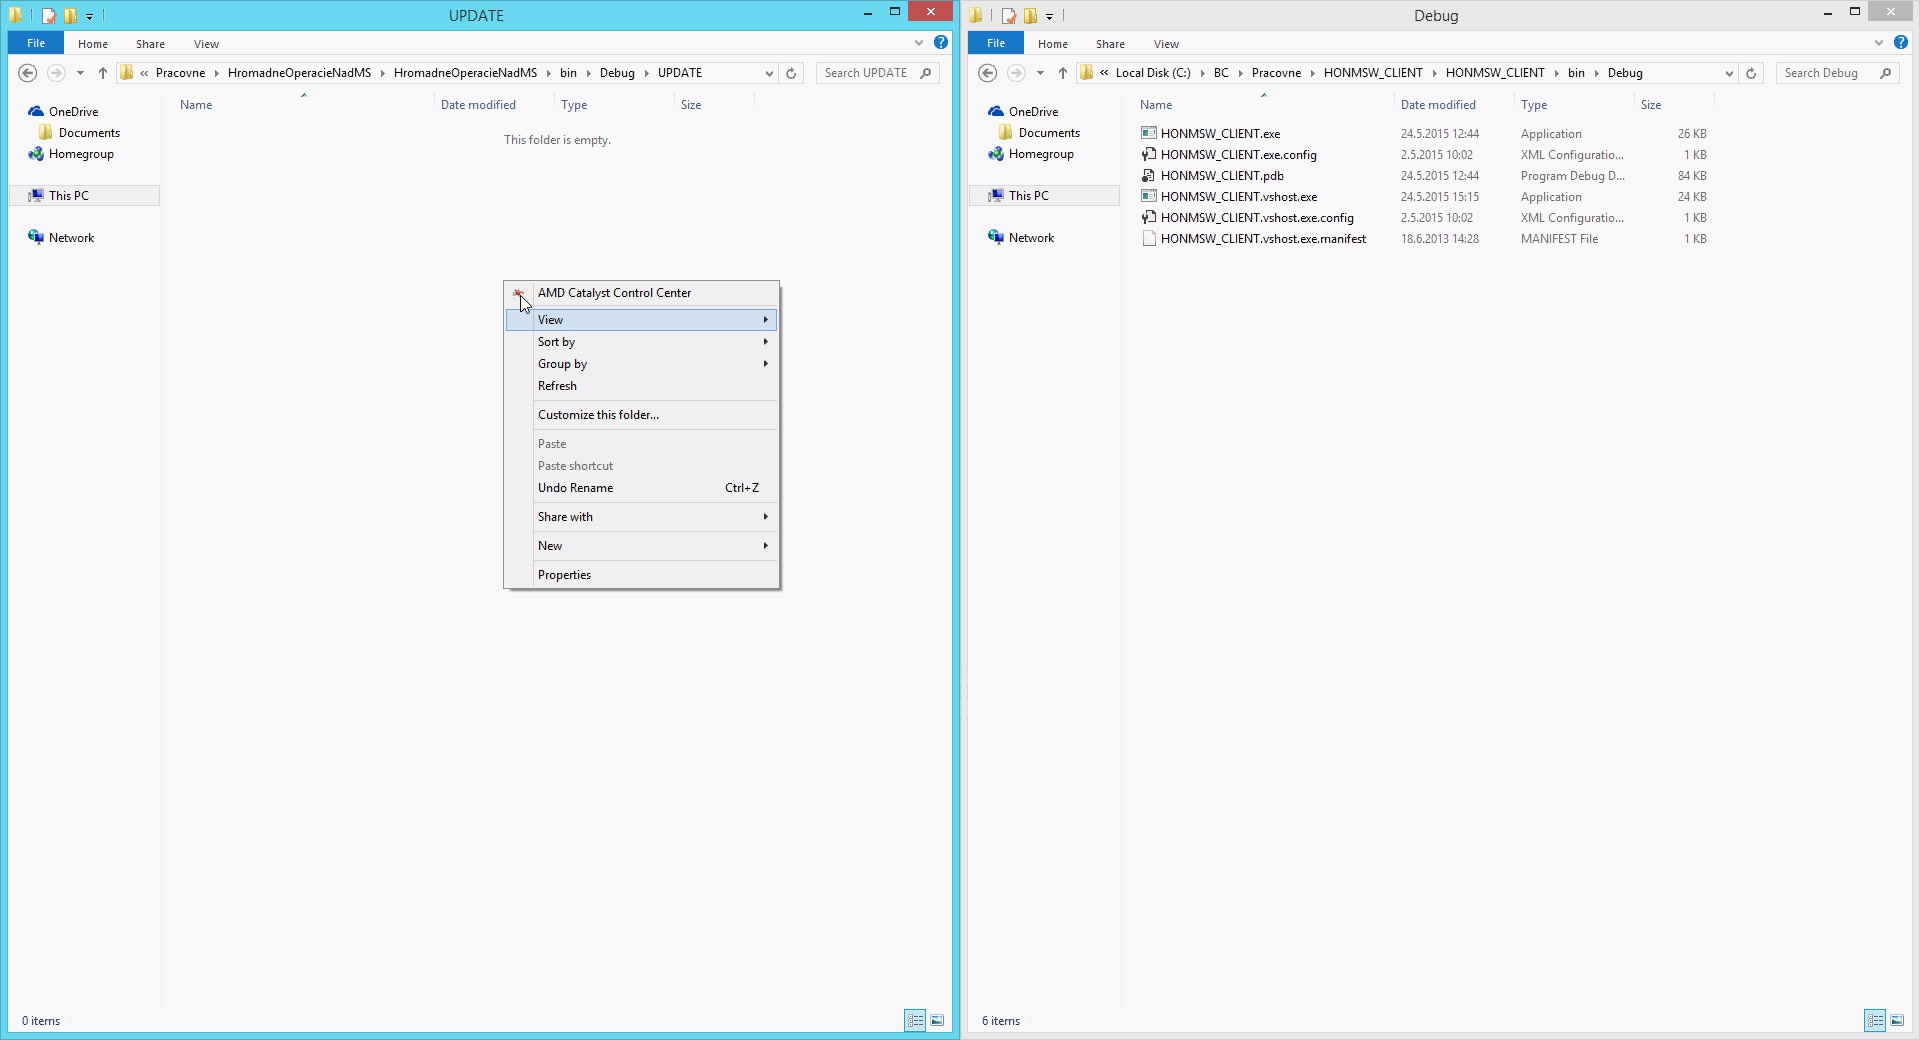 UPDATE
File Home Share View
« Pracovne HromadneOperacieNadMS HromadneOperacieNadMS bin Debug UPDATE
Search UPDATE
OneDrive
Documents
Homegroup
This PC
Network
Name Date modified Type Size
This folder is empty.
AMD Catalyst Control Center
View
Sort by
Group by
Refresh
Customize this folder...
Paste
Paste shortcut
Undo Rename Ctrl+Z
Share with
New
Properties
0 items
Debug
File Home Share View
« Local Disk (C:) BC Pracovne HONMSW_CLIENT HONMSW_CLIENT bin Debug
Search Debug
OneDrive
Documents
Homegroup
This PC
Network
Name Date modified Type Size
HONMSW_CLIENT.exe 24.5.2015 12:44 Application 26 KB
HONMSW_CLIENT.exe.config 2.5.2015 10:02 XML Configuratio... 1 KB
HONMSW_CLIENT.pdb 24.5.2015 12:44 Program Debug D... 84 KB
HONMSW_CLIENT.vshost.exe 24.5.2015 15:15 Application 24 KB
HONMSW_CLIENT.vshost.exe.config 2.5.2015 10:02 XML Configuratio... 1 KB
HONMSW_CLIENT.vshost.exe.manifest 18.6.2013 14:28 MANIFEST File 1 KB
6 items